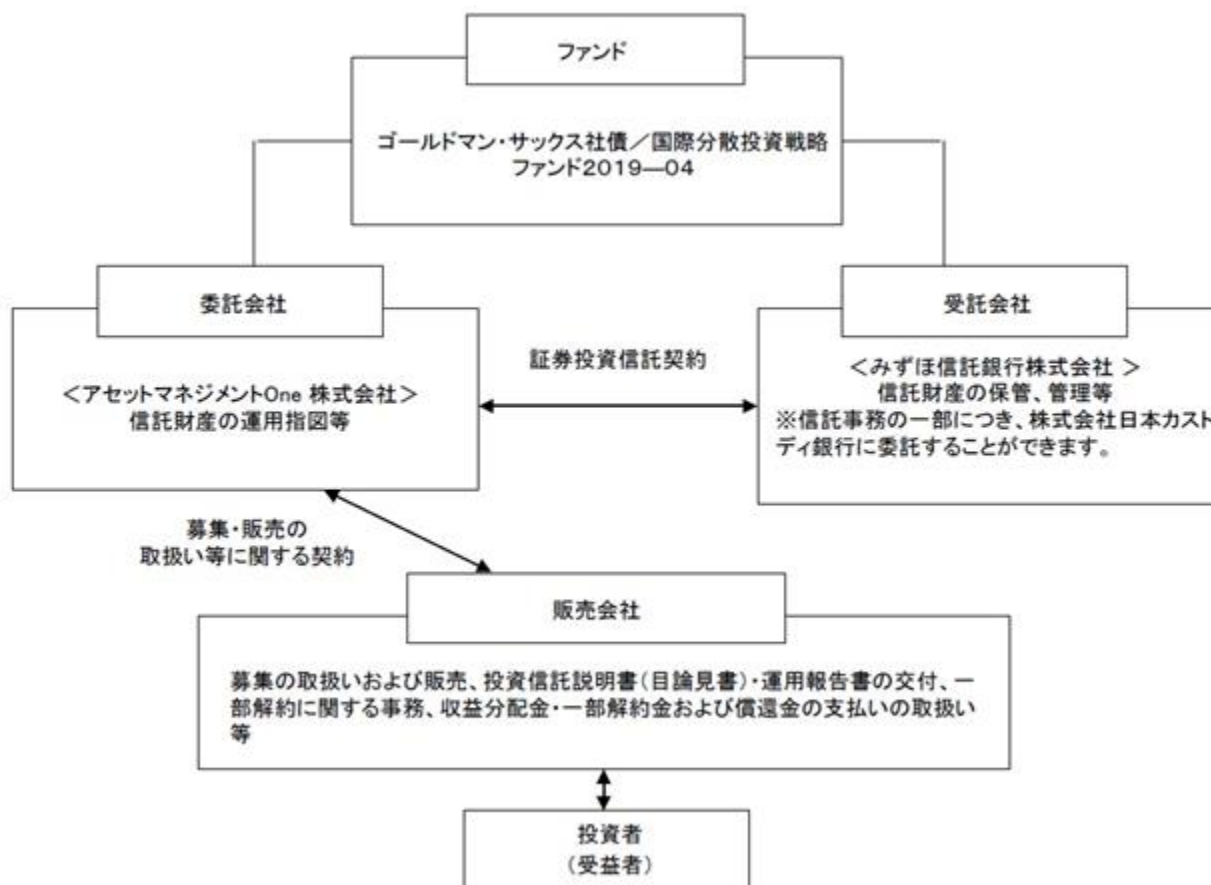 ファンド
ゴールドマン・サックス社債／国際分散投資戦略
ファンド2019―04
委託会社
＜アセットマネジメントOne 株式会社＞
信託財産の運用指図等
証券投資信託契約
受託会社
＜みずほ信託銀行株式会社 ＞
信託財産の保管、管理等
※信託事務の一部につき、株式会社日本カスト
ディ銀行に委託することができます。
募集・販売の
取扱い等に関する契約
販売会社
募集の取扱いおよび販売、投資信託説明書（目論見書）・運用報告書の交付、一
部解約に関する事務、収益分配金・一部解約金および償還金の支払いの取扱い
等
投資者
（受益者）